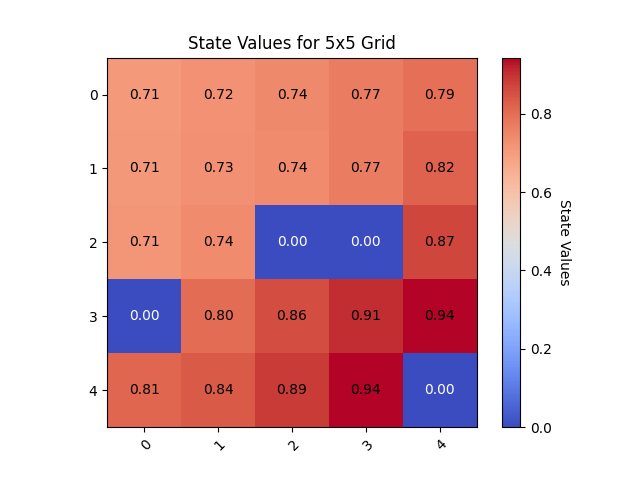 State Values for 5x5 Grid
0 0.71 0.72 0.74 0.77 0.79
1 0.71 0.73 0.74 0.77 0.82
2 0.71 0.74 0.00 0.00 0.87
3 0.00 0.80 0.86 0.91 0.94
4 0.81 0.84 0.89 0.94 0.00
0 1 2 3 4
0.8
0.6
0.4
0.2
0.0
State Values